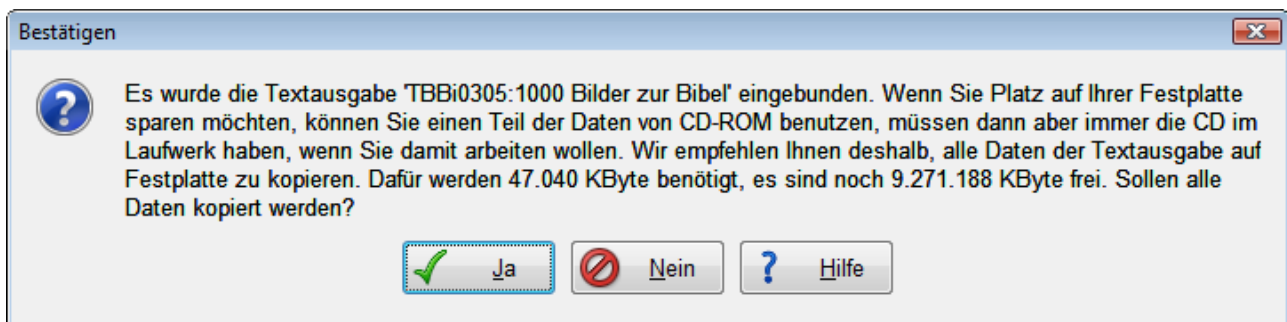 Bestätigen
Es wurde die Textausgabe 'TBBi0305:1000 Bilder zur Bibel' eingebunden. Wenn Sie Platz auf Ihrer Festplatte
sparen möchten, können Sie einen Teil der Daten von CD-ROM benutzen, müssen dann aber immer die CD im
Laufwerk haben, wenn Sie damit arbeiten wollen. Wir empfehlen Ihnen deshalb, alle Daten der Textausgabe auf
Festplatte zu kopieren. Dafür werden 47.040 KByte benötigt, es sind noch 9.271.188 KByte frei. Sollen alle
Daten kopiert werden?
Ja
Nein
Hilfe